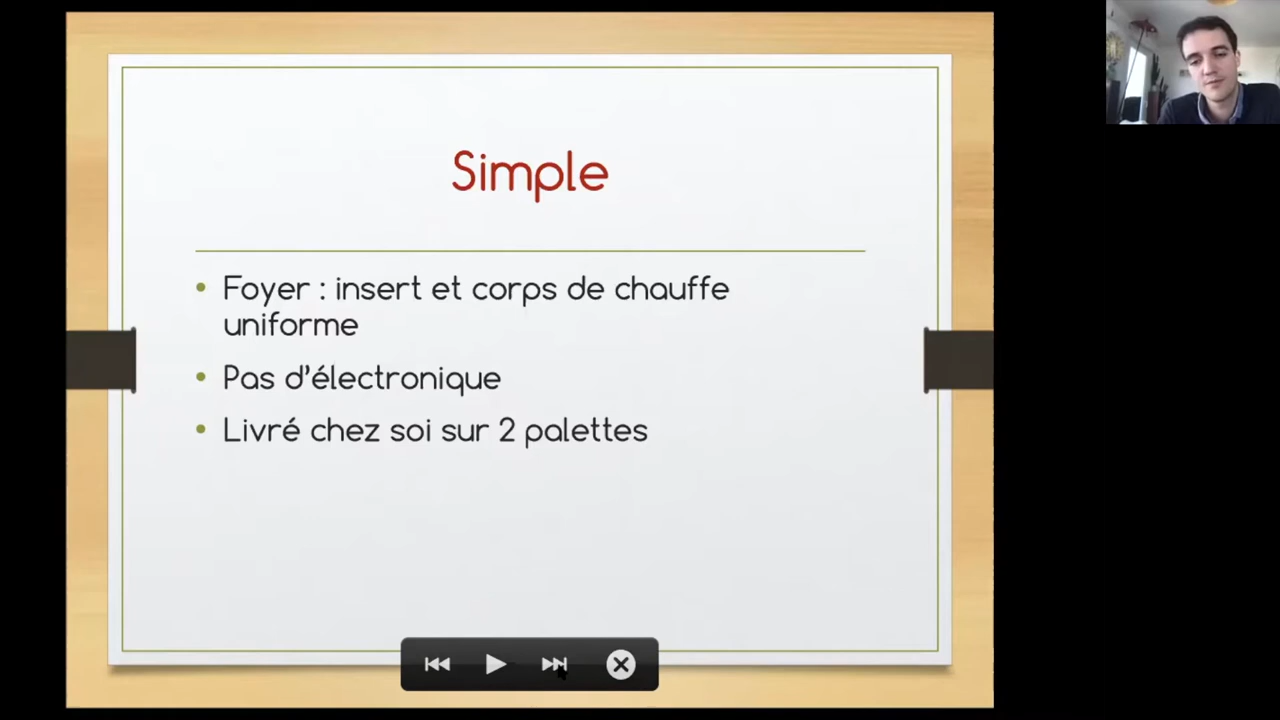 Simple
• Foyer : insert et corps de chauffe
uniforme
• Pas d’électronique
• Livré chez soi sur 2 palettes